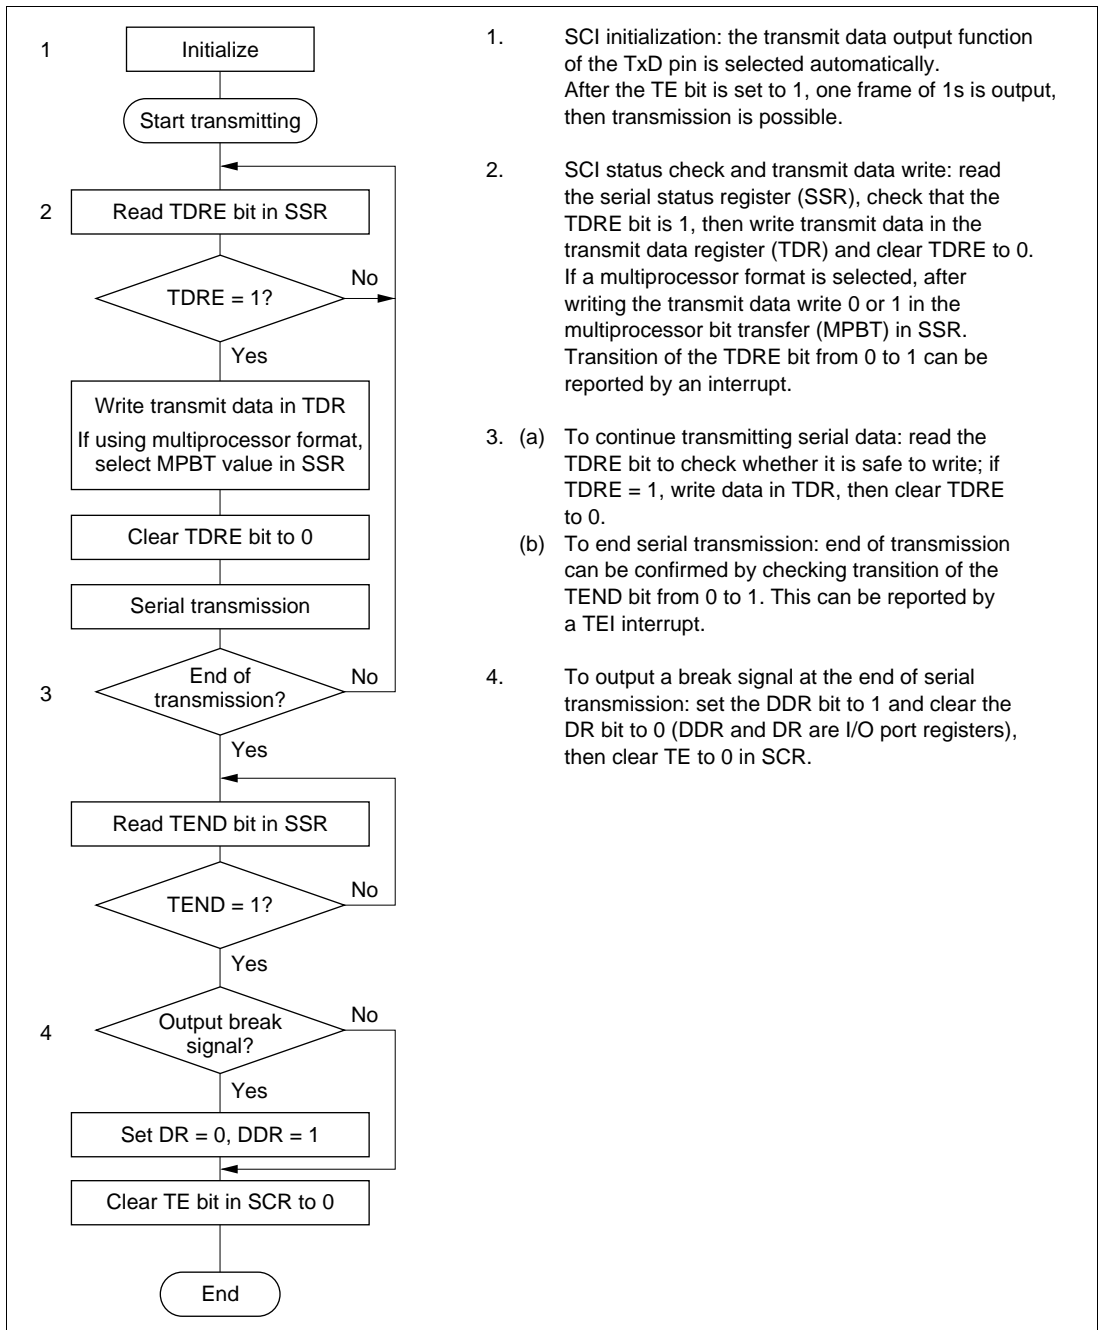 1
Initialize
Start transmitting
2
Read TDRE bit in SSR
TDRE = 1?
No
Yes
Write transmit data in TDR
If using multiprocessor format,
select MPBT value in SSR
Clear TDRE bit to 0
Serial transmission
3
End of
transmission?
No
Yes
Read TEND bit in SSR
TEND = 1?
No
Yes
4
Output break
signal?
No
Yes
Set DR = 0, DDR = 1
Clear TE bit in SCR to 0
End
1. SCI initialization: the transmit data output function
of the TxD pin is selected automatically.
After the TE bit is set to 1, one frame of 1s is output,
then transmission is possible.
2. SCI status check and transmit data write: read
the serial status register (SSR), check that the
TDRE bit is 1, then write transmit data in the
transmit data register (TDR) and clear TDRE to 0.
If a multiprocessor format is selected, after
writing the transmit data write 0 or 1 in the
multiprocessor bit transfer (MPBT) in SSR.
Transition of the TDRE bit from 0 to 1 can be
reported by an interrupt.
3. (a) To continue transmitting serial data: read the
TDRE bit to check whether it is safe to write; if
TDRE = 1, write data in TDR, then clear TDRE
to 0.
(b) To end serial transmission: end of transmission
can be confirmed by checking transition of the
TEND bit from 0 to 1. This can be reported by
a TEI interrupt.
4. To output a break signal at the end of serial
transmission: set the DDR bit to 1 and clear the
DR bit to 0 (DDR and DR are I/O port registers),
then clear TE to 0 in SCR.